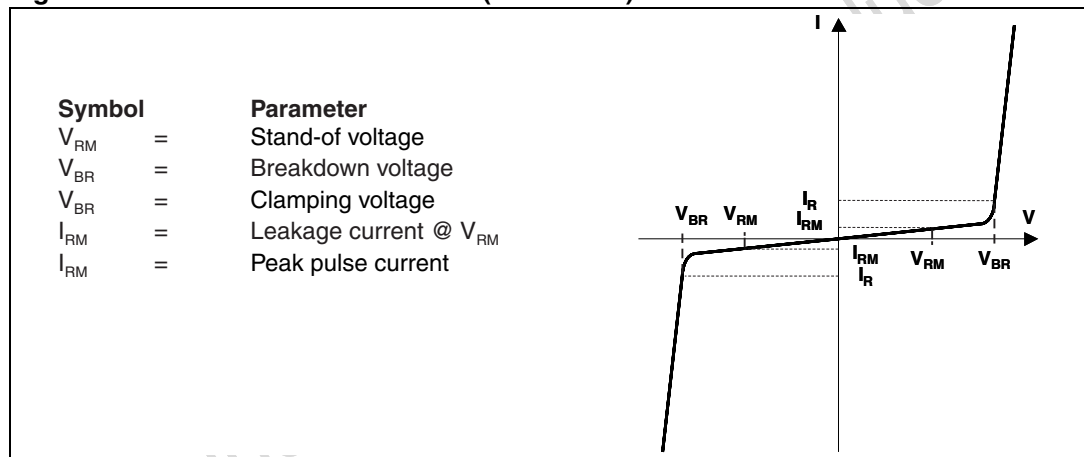 Symbol Parameter
V_RM = Stand-of voltage
V_BR = Breakdown voltage
V_BR = Clamping voltage
I_RM = Leakage current @ V_RM
I_RM = Peak pulse current
I
I_R
V_BR V_RM I_RM V
I_RM V_RM V_BR
I_R